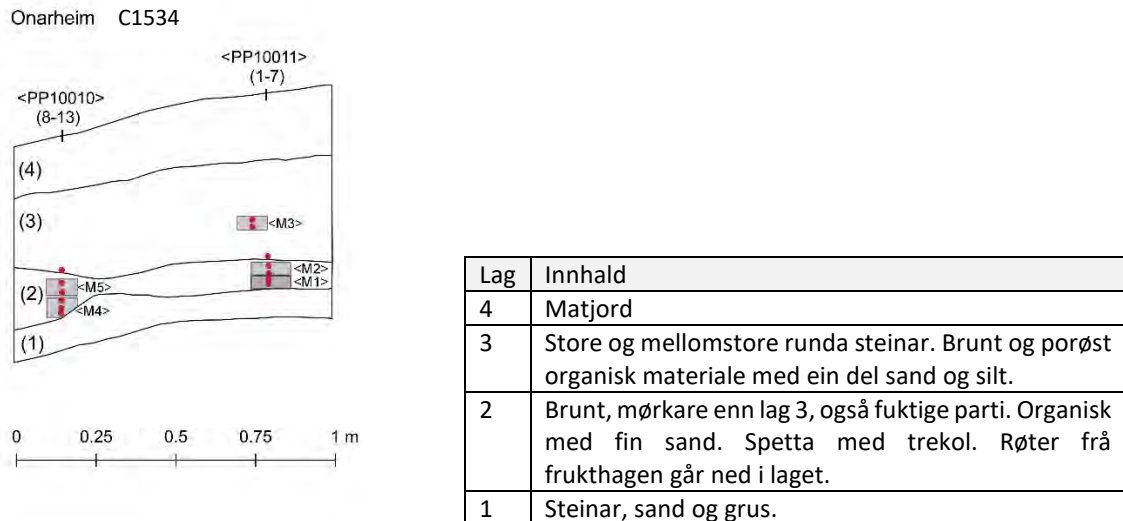 Onarheim C1534
<PP10011>
(1-7)
<PP10010>
(8-13)
(4)
(3)
<M3>
<M2>
<M1>
(2)
<M5>
<M4>
(1)
0 0.25 0.5 0.75 1 m
Lag Innhald
4 Matjord
3 Store og mellomstore runda steinar. Brunt og porøst
organisk materiale med ein del sand og silt.
2 Brunt, mørkare enn lag 3, også fuktige parti. Organisk
med fin sand. Spetta med trekol. Røter frå
frukthagen går ned i laget.
1 Steinar, sand og grus.